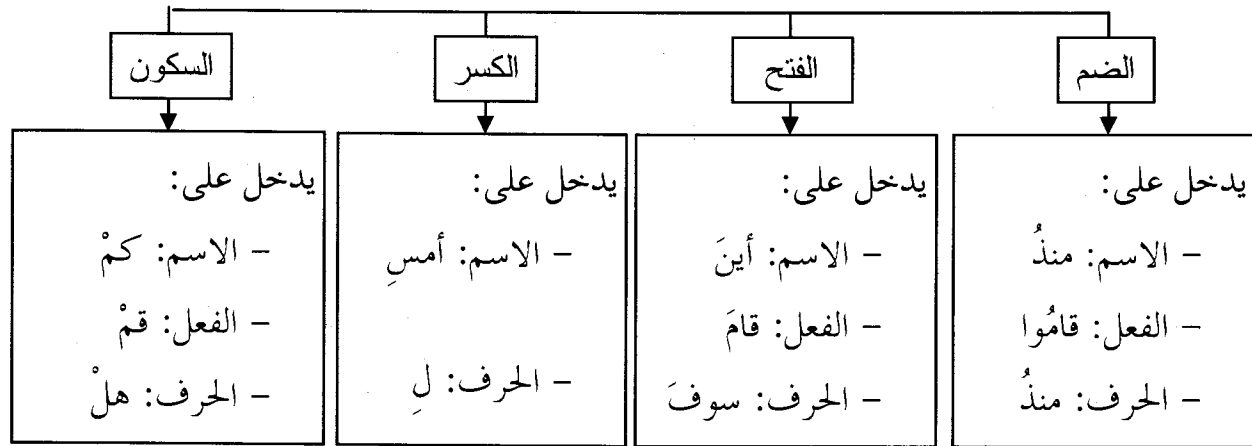 الضم
الفتح
الكسر
السكون
يدخل على:
– الاسم: منذُ
– الفعل: قامُوا
– الحرف: منذُ
يدخل على:
– الاسم: أينَ
– الفعل: قامَ
– الحرف: سوفَ
يدخل على:
– الاسم: أمسِ
– الحرف: لِ
يدخل على:
– الاسم: كمْ
– الفعل: قمْ
– الحرف: هلْ